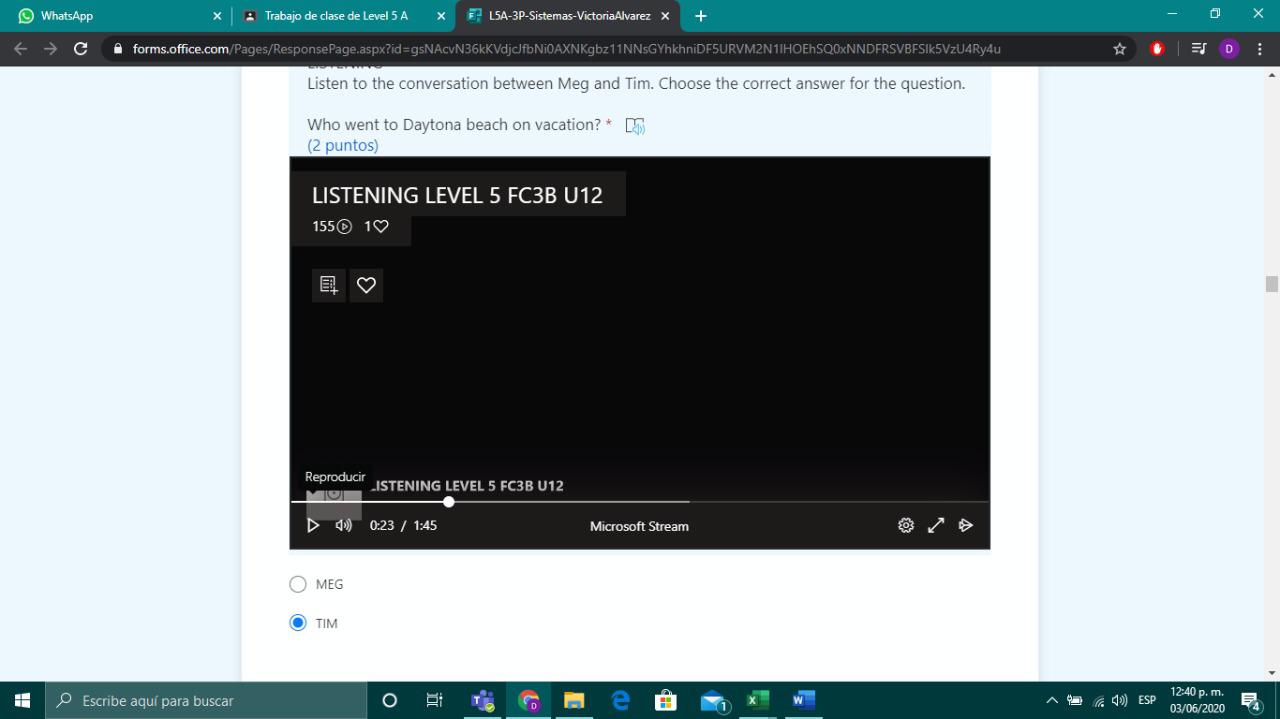 WhatsApp
Trabajo de clase de Level 5 A
L5A-3P-Sistemas-VictoriaAlvarez
forms.office.com/Pages/ResponsePage.aspx?id=gsNAcvN36kKVdjcJfbNi0AXNKgbz11NNsGYhkhniDF5URVM2N1lHOEhSQ0xNNDFRSVBFSlk5VzU4Ry4u
D
LISTENING
Listen to the conversation between Meg and Tim. Choose the correct answer for the question.
Who went to Daytona beach on vacation? *
(2 puntos)
LISTENING LEVEL 5 FC3B U12
155 1
Reproducir
LISTENING LEVEL 5 FC3B U12
0:23 / 1:45
Microsoft Stream
MEG
TIM
Escribe aquí para buscar
1
ESP
12:40 p. m.
03/06/2020
4